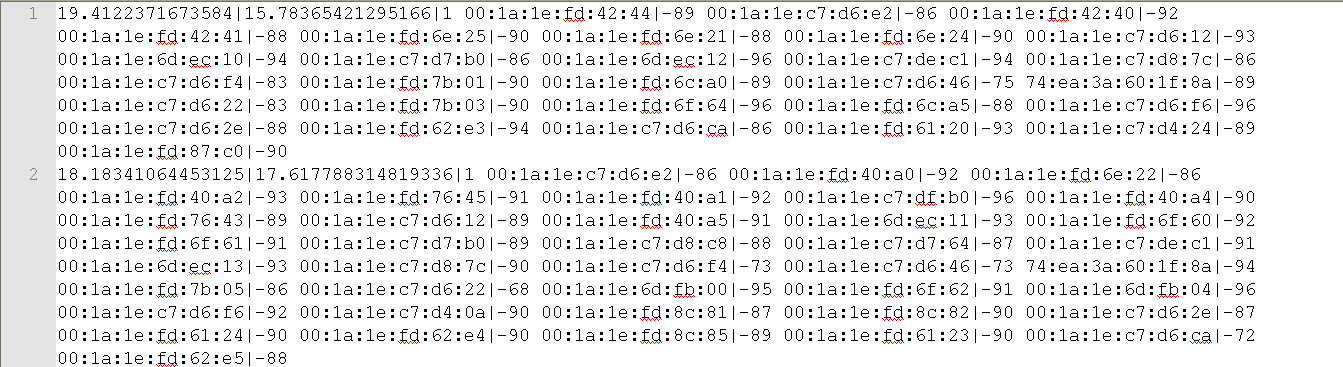 1 19.4122371673584|15.78365421295166|1 00:1a:1e:fd:42:44|-89 00:1a:1e:c7:d6:e2|-86 00:1a:1e:fd:42:40|-92
00:1a:1e:fd:42:41|-88 00:1a:1e:fd:6e:25|-90 00:1a:1e:fd:6e:21|-88 00:1a:1e:fd:6e:24|-90 00:1a:1e:c7:d6:12|-93
00:1a:1e:6d:ec:10|-94 00:1a:1e:c7:d7:b0|-86 00:1a:1e:6d:ec:12|-96 00:1a:1e:c7:de:c1|-94 00:1a:1e:c7:d8:7c|-86
00:1a:1e:c7:d6:f4|-83 00:1a:1e:fd:7b:01|-90 00:1a:1e:fd:6c:a0|-89 00:1a:1e:c7:d6:46|-75 74:ea:3a:60:1f:8a|-89
00:1a:1e:c7:d6:22|-83 00:1a:1e:fd:7b:03|-90 00:1a:1e:fd:6f:64|-96 00:1a:1e:fd:6c:a5|-88 00:1a:1e:c7:d6:f6|-96
00:1a:1e:c7:d6:2e|-88 00:1a:1e:fd:62:e3|-94 00:1a:1e:c7:d6:ca|-86 00:1a:1e:fd:61:20|-93 00:1a:1e:c7:d4:24|-89
00:1a:1e:fd:87:c0|-90
2 18.18341064453125|17.617788314819336|1 00:1a:1e:c7:d6:e2|-86 00:1a:1e:fd:40:a0|-92 00:1a:1e:fd:6e:22|-86
00:1a:1e:fd:40:a2|-93 00:1a:1e:fd:76:45|-91 00:1a:1e:fd:40:a1|-92 00:1a:1e:c7:df:b0|-96 00:1a:1e:fd:40:a4|-90
00:1a:1e:fd:76:43|-89 00:1a:1e:c7:d6:12|-89 00:1a:1e:fd:40:a5|-91 00:1a:1e:6d:ec:11|-93 00:1a:1e:fd:6f:60|-92
00:1a:1e:fd:6f:61|-91 00:1a:1e:c7:d7:b0|-89 00:1a:1e:c7:d8:c8|-88 00:1a:1e:c7:d7:64|-87 00:1a:1e:c7:de:c1|-91
00:1a:1e:6d:ec:13|-93 00:1a:1e:c7:d8:7c|-90 00:1a:1e:c7:d6:f4|-73 00:1a:1e:c7:d6:46|-73 74:ea:3a:60:1f:8a|-94
00:1a:1e:fd:7b:05|-86 00:1a:1e:c7:d6:22|-68 00:1a:1e:6d:fb:00|-95 00:1a:1e:fd:6f:62|-91 00:1a:1e:6d:fb:04|-96
00:1a:1e:c7:d6:f6|-92 00:1a:1e:c7:d4:0a|-90 00:1a:1e:fd:8c:81|-87 00:1a:1e:fd:8c:82|-90 00:1a:1e:c7:d6:2e|-87
00:1a:1e:fd:61:24|-90 00:1a:1e:fd:62:e4|-90 00:1a:1e:fd:8c:85|-89 00:1a:1e:fd:61:23|-90 00:1a:1e:c7:d6:ca|-72
00:1a:1e:fd:62:e5|-88